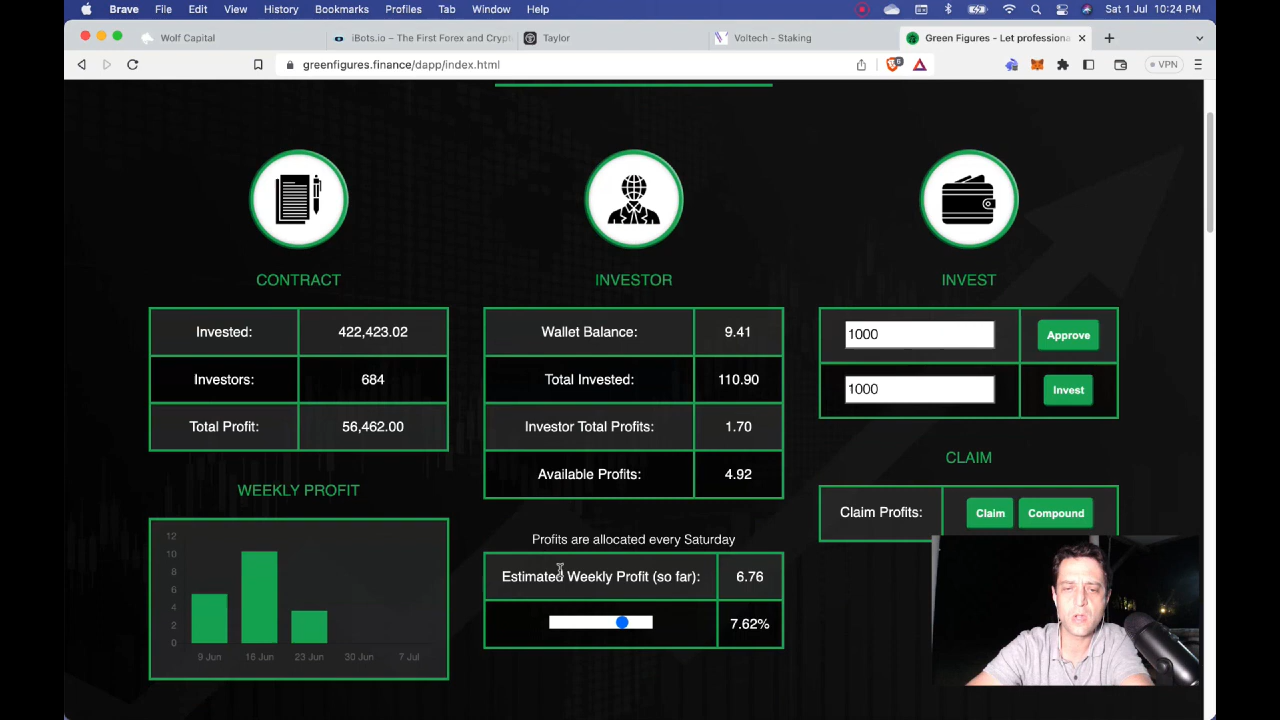 Brave File Edit View History Bookmarks Profiles Tab Window Help Sat 1 Jul 10:24 PM
Wolf Capital iBots.io – The First Forex and Crypt Taylor Voltech - Staking Green Figures - Let professiona
greenfigures.finance/dapp/index.html 6 VPN
CONTRACT
Invested: 422,423.02
Investors: 684
Total Profit: 56,462.00
WEEKLY PROFIT
12
10
8
6
4
2
0
9 Jun 16 Jun 23 Jun 30 Jun 7 Jul
INVESTOR
Wallet Balance: 9.41
Total Invested: 110.90
Investor Total Profits: 1.70
Available Profits: 4.92
Profits are allocated every Saturday
Estimated Weekly Profit (so far): 6.76
7.62%
INVEST
1000 Approve
1000 Invest
CLAIM
Claim Profits: Claim Compound